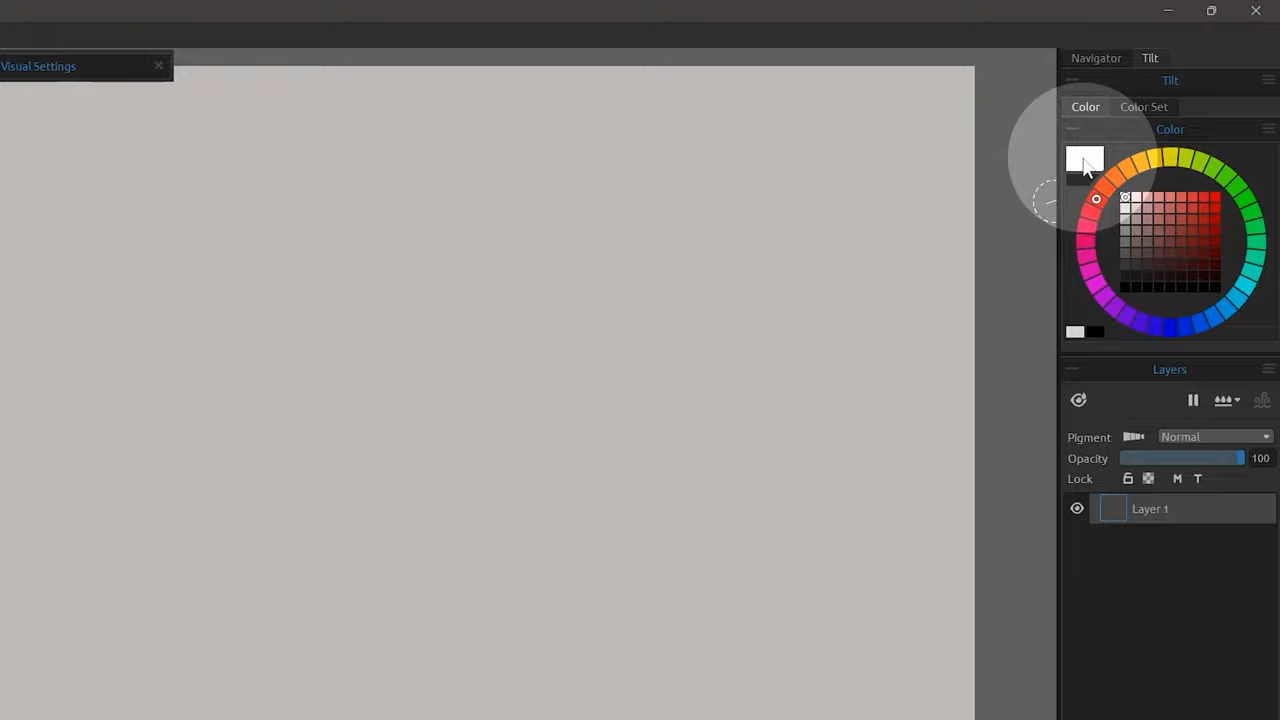 Visual Settings
Navigator Tilt
Tilt
Color Color Set
Color
Layers
Pigment Normal
Opacity 100
Lock M T
Layer 1